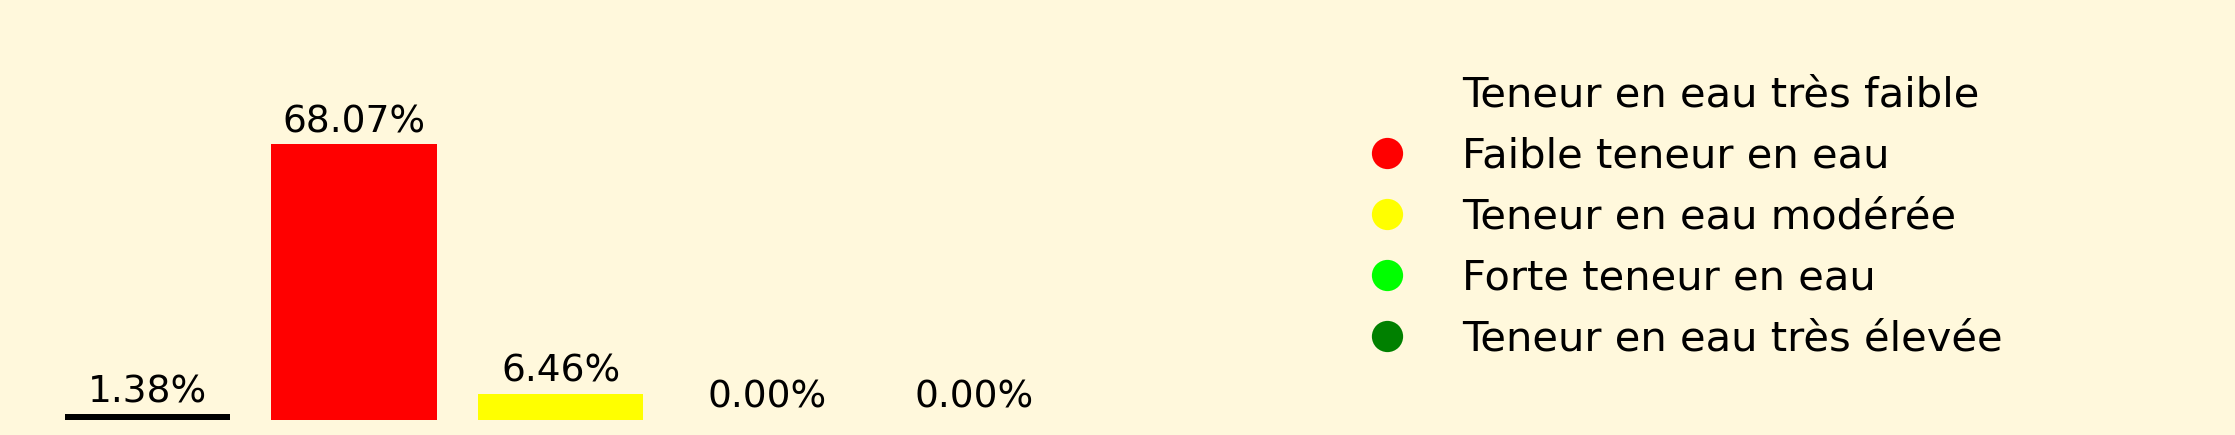 68.07%
1.38%
6.46%
0.00%
0.00%
Teneur en eau très faible
Faible teneur en eau
Teneur en eau modérée
Forte teneur en eau
Teneur en eau très élevée